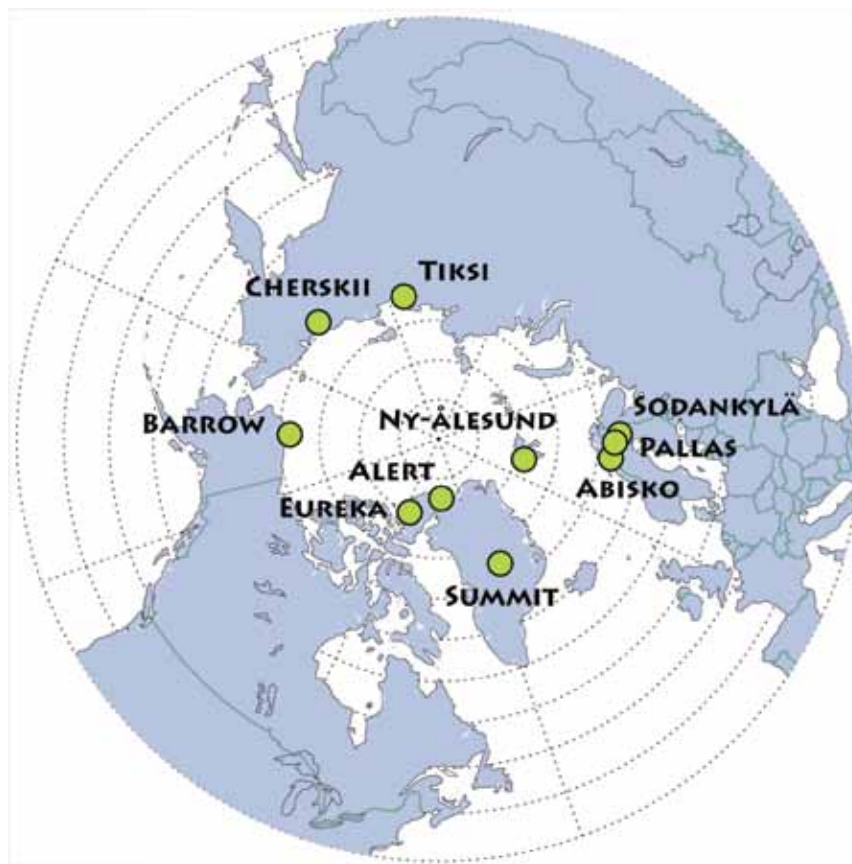 TIKSI
CHERSKII
BARROW
NY-ÅLESUND
SODANKYLÄ
PALLAS
ABISKO
ALERT
EUREKA
SUMMIT